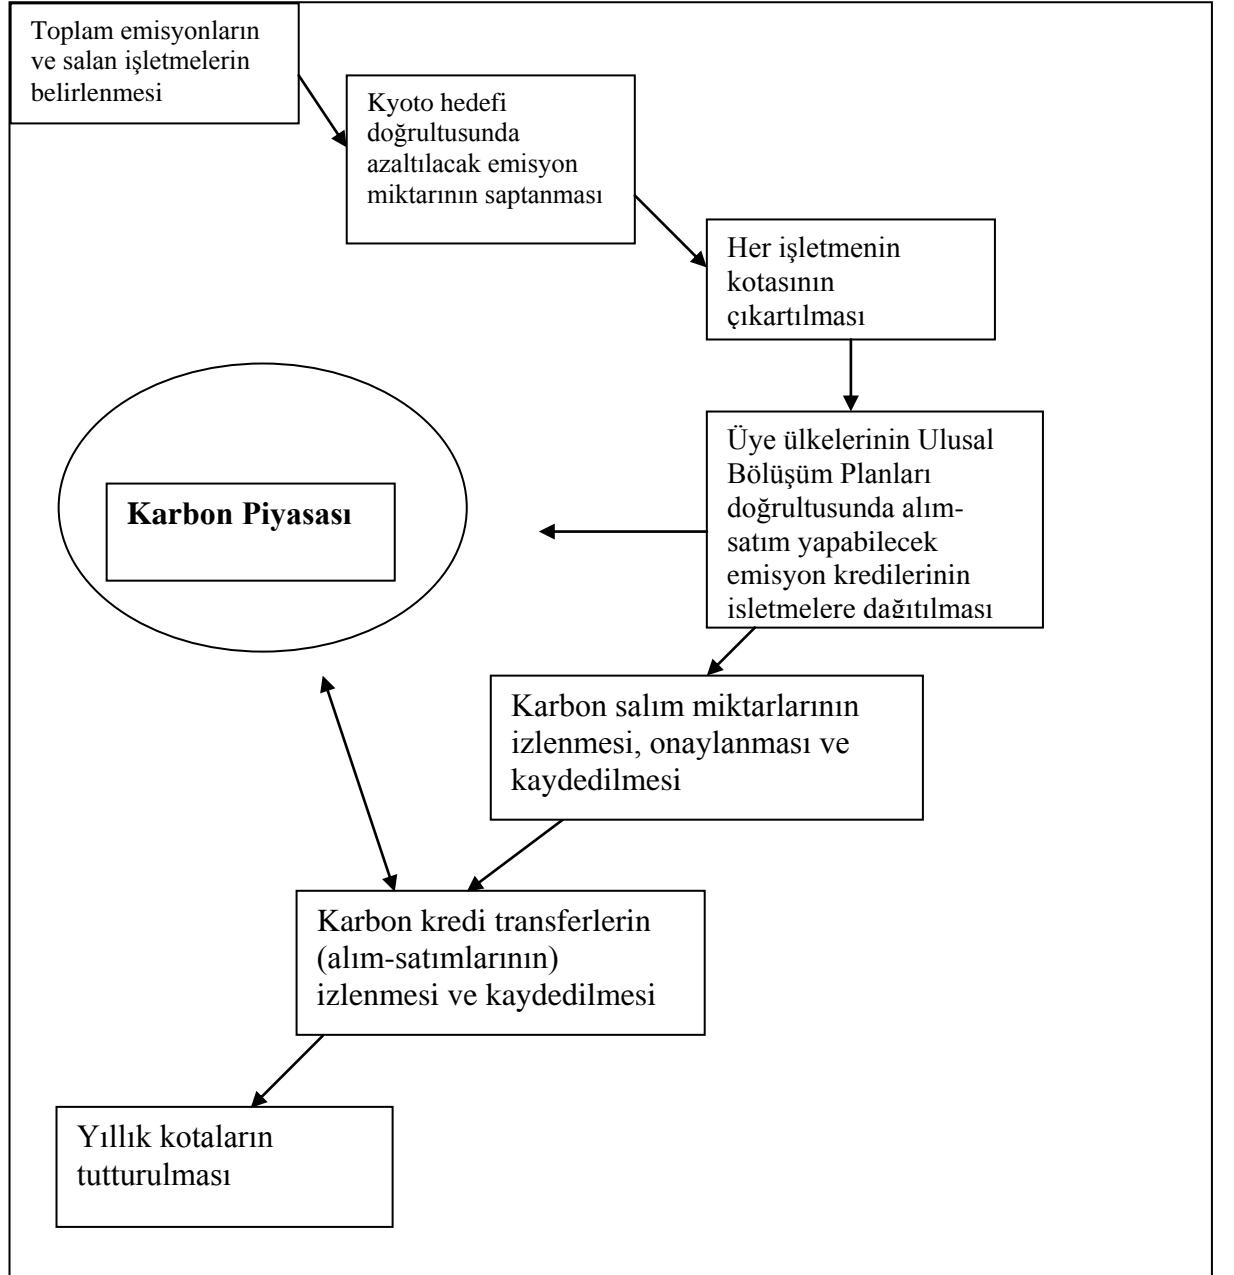 Toplam emisyonların
ve salan işletmelerin
belirlenmesi
Kyoto hedefi
doğrultusunda
azaltılacak emisyon
miktarının saptanması
Her işletmenin
kotasının
çıkartılması
Üye ülkelerinin Ulusal
Bölüşüm Planları
doğrultusunda alım-
satım yapabilecek
emisyon kredilerinin
işletmelere dağıtılması
Karbon Piyasası
Karbon salım miktarlarının
izlenmesi, onaylanması ve
kaydedilmesi
Karbon kredi transferlerin
(alım-satımlarının)
izlenmesi ve kaydedilmesi
Yıllık kotaların
tutturulması